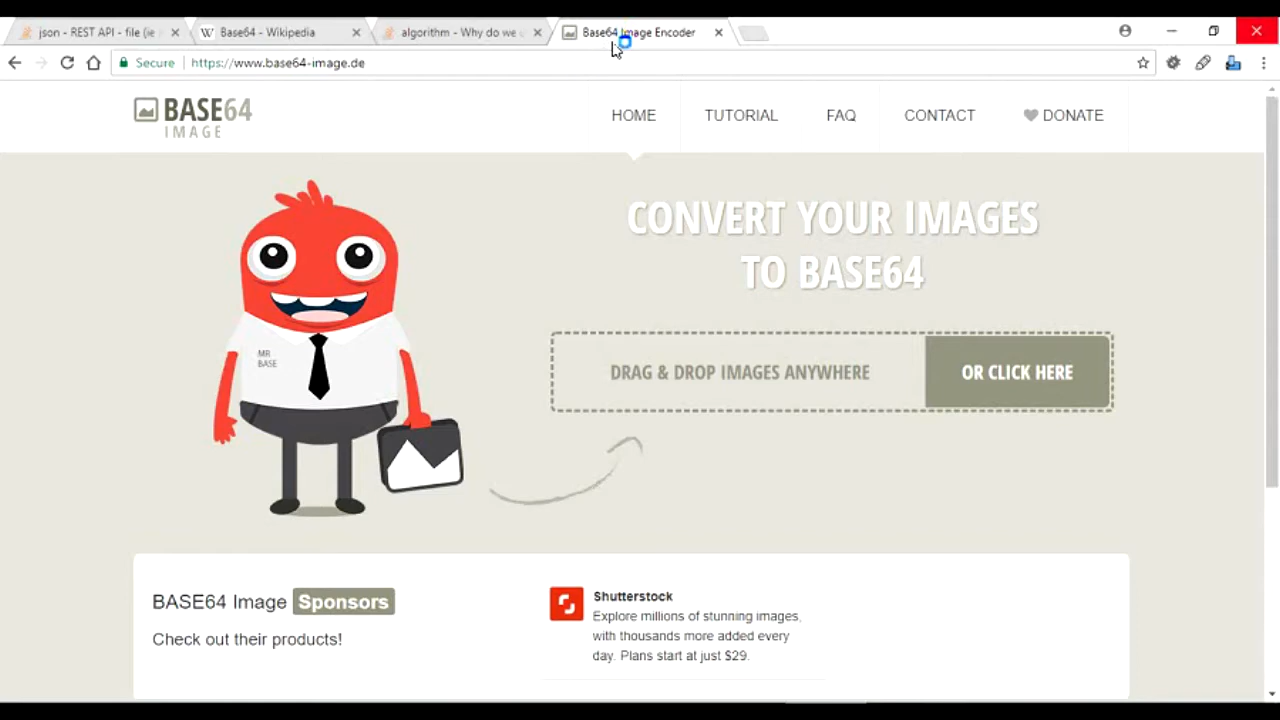 json - REST API - file (ie
Base64 - Wikipedia
algorithm - Why do we u
Base64 Image Encoder
Secure
https://www.base64-image.de
BASE64
IMAGE
HOME
TUTORIAL
FAQ
CONTACT
DONATE
CONVERT YOUR IMAGES
TO BASE64
MR
BASE
DRAG & DROP IMAGES ANYWHERE
OR CLICK HERE
BASE64 Image Sponsors
Check out their products!
Shutterstock
Explore millions of stunning images,
with thousands more added every
day. Plans start at just $29.